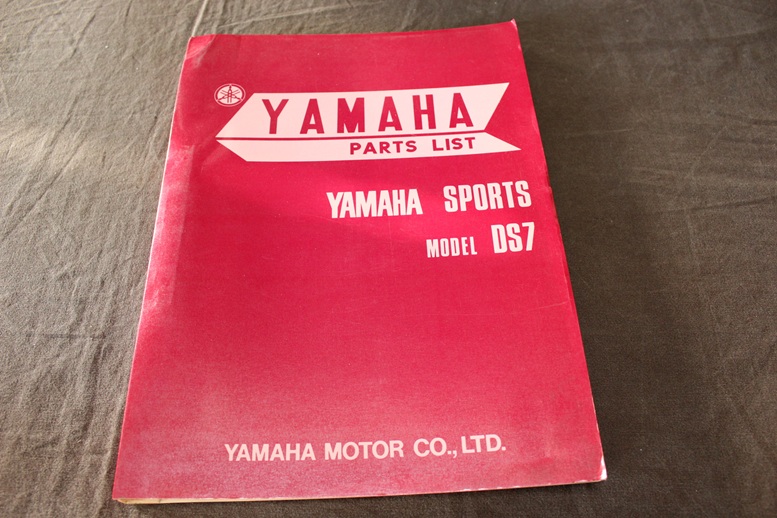 YAMAHA
PARTS LIST
YAMAHA SPORTS
MODEL DS7
YAMAHA MOTOR CO., LTD.